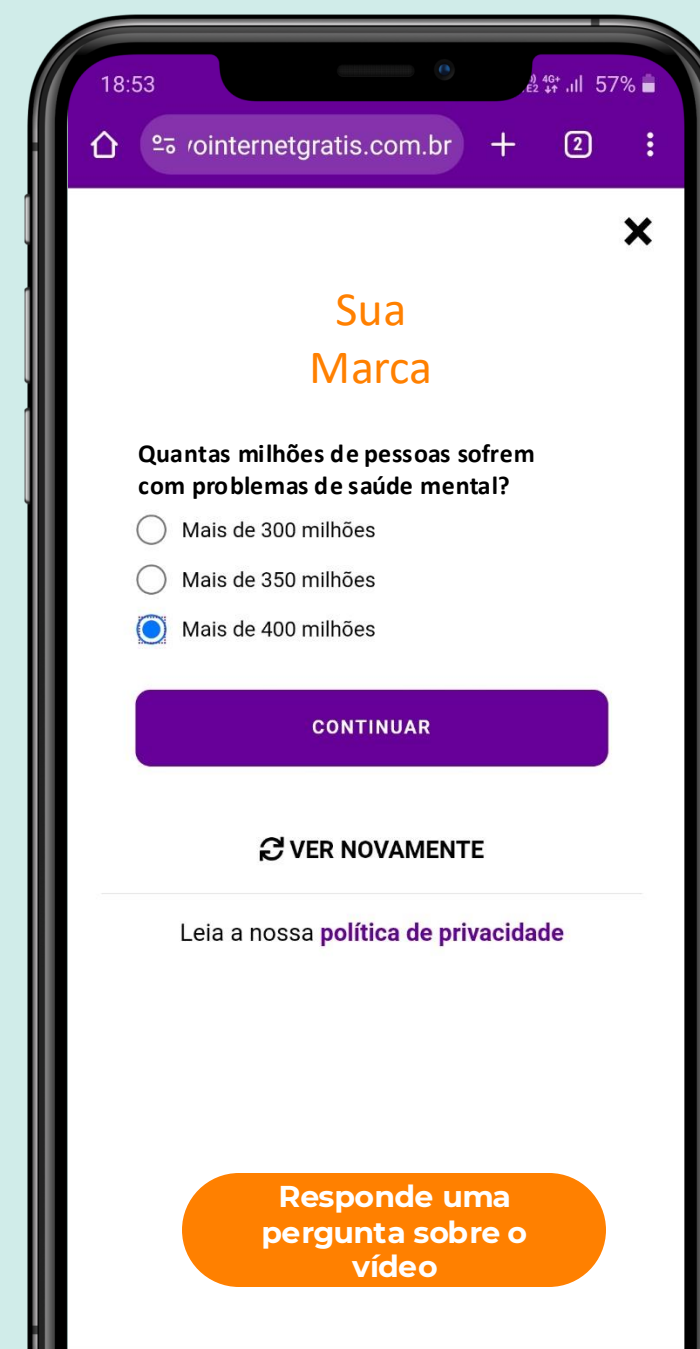 18:53
4G+
57%
vointernetgratis.com.br
2
Sua
Marca
Quantas milhões de pessoas sofrem
com problemas de saúde mental?
Mais de 300 milhões
Mais de 350 milhões
Mais de 400 milhões
CONTINUAR
VER NOVAMENTE
Leia a nossa política de privacidade
Responde uma
pergunta sobre o
vídeo